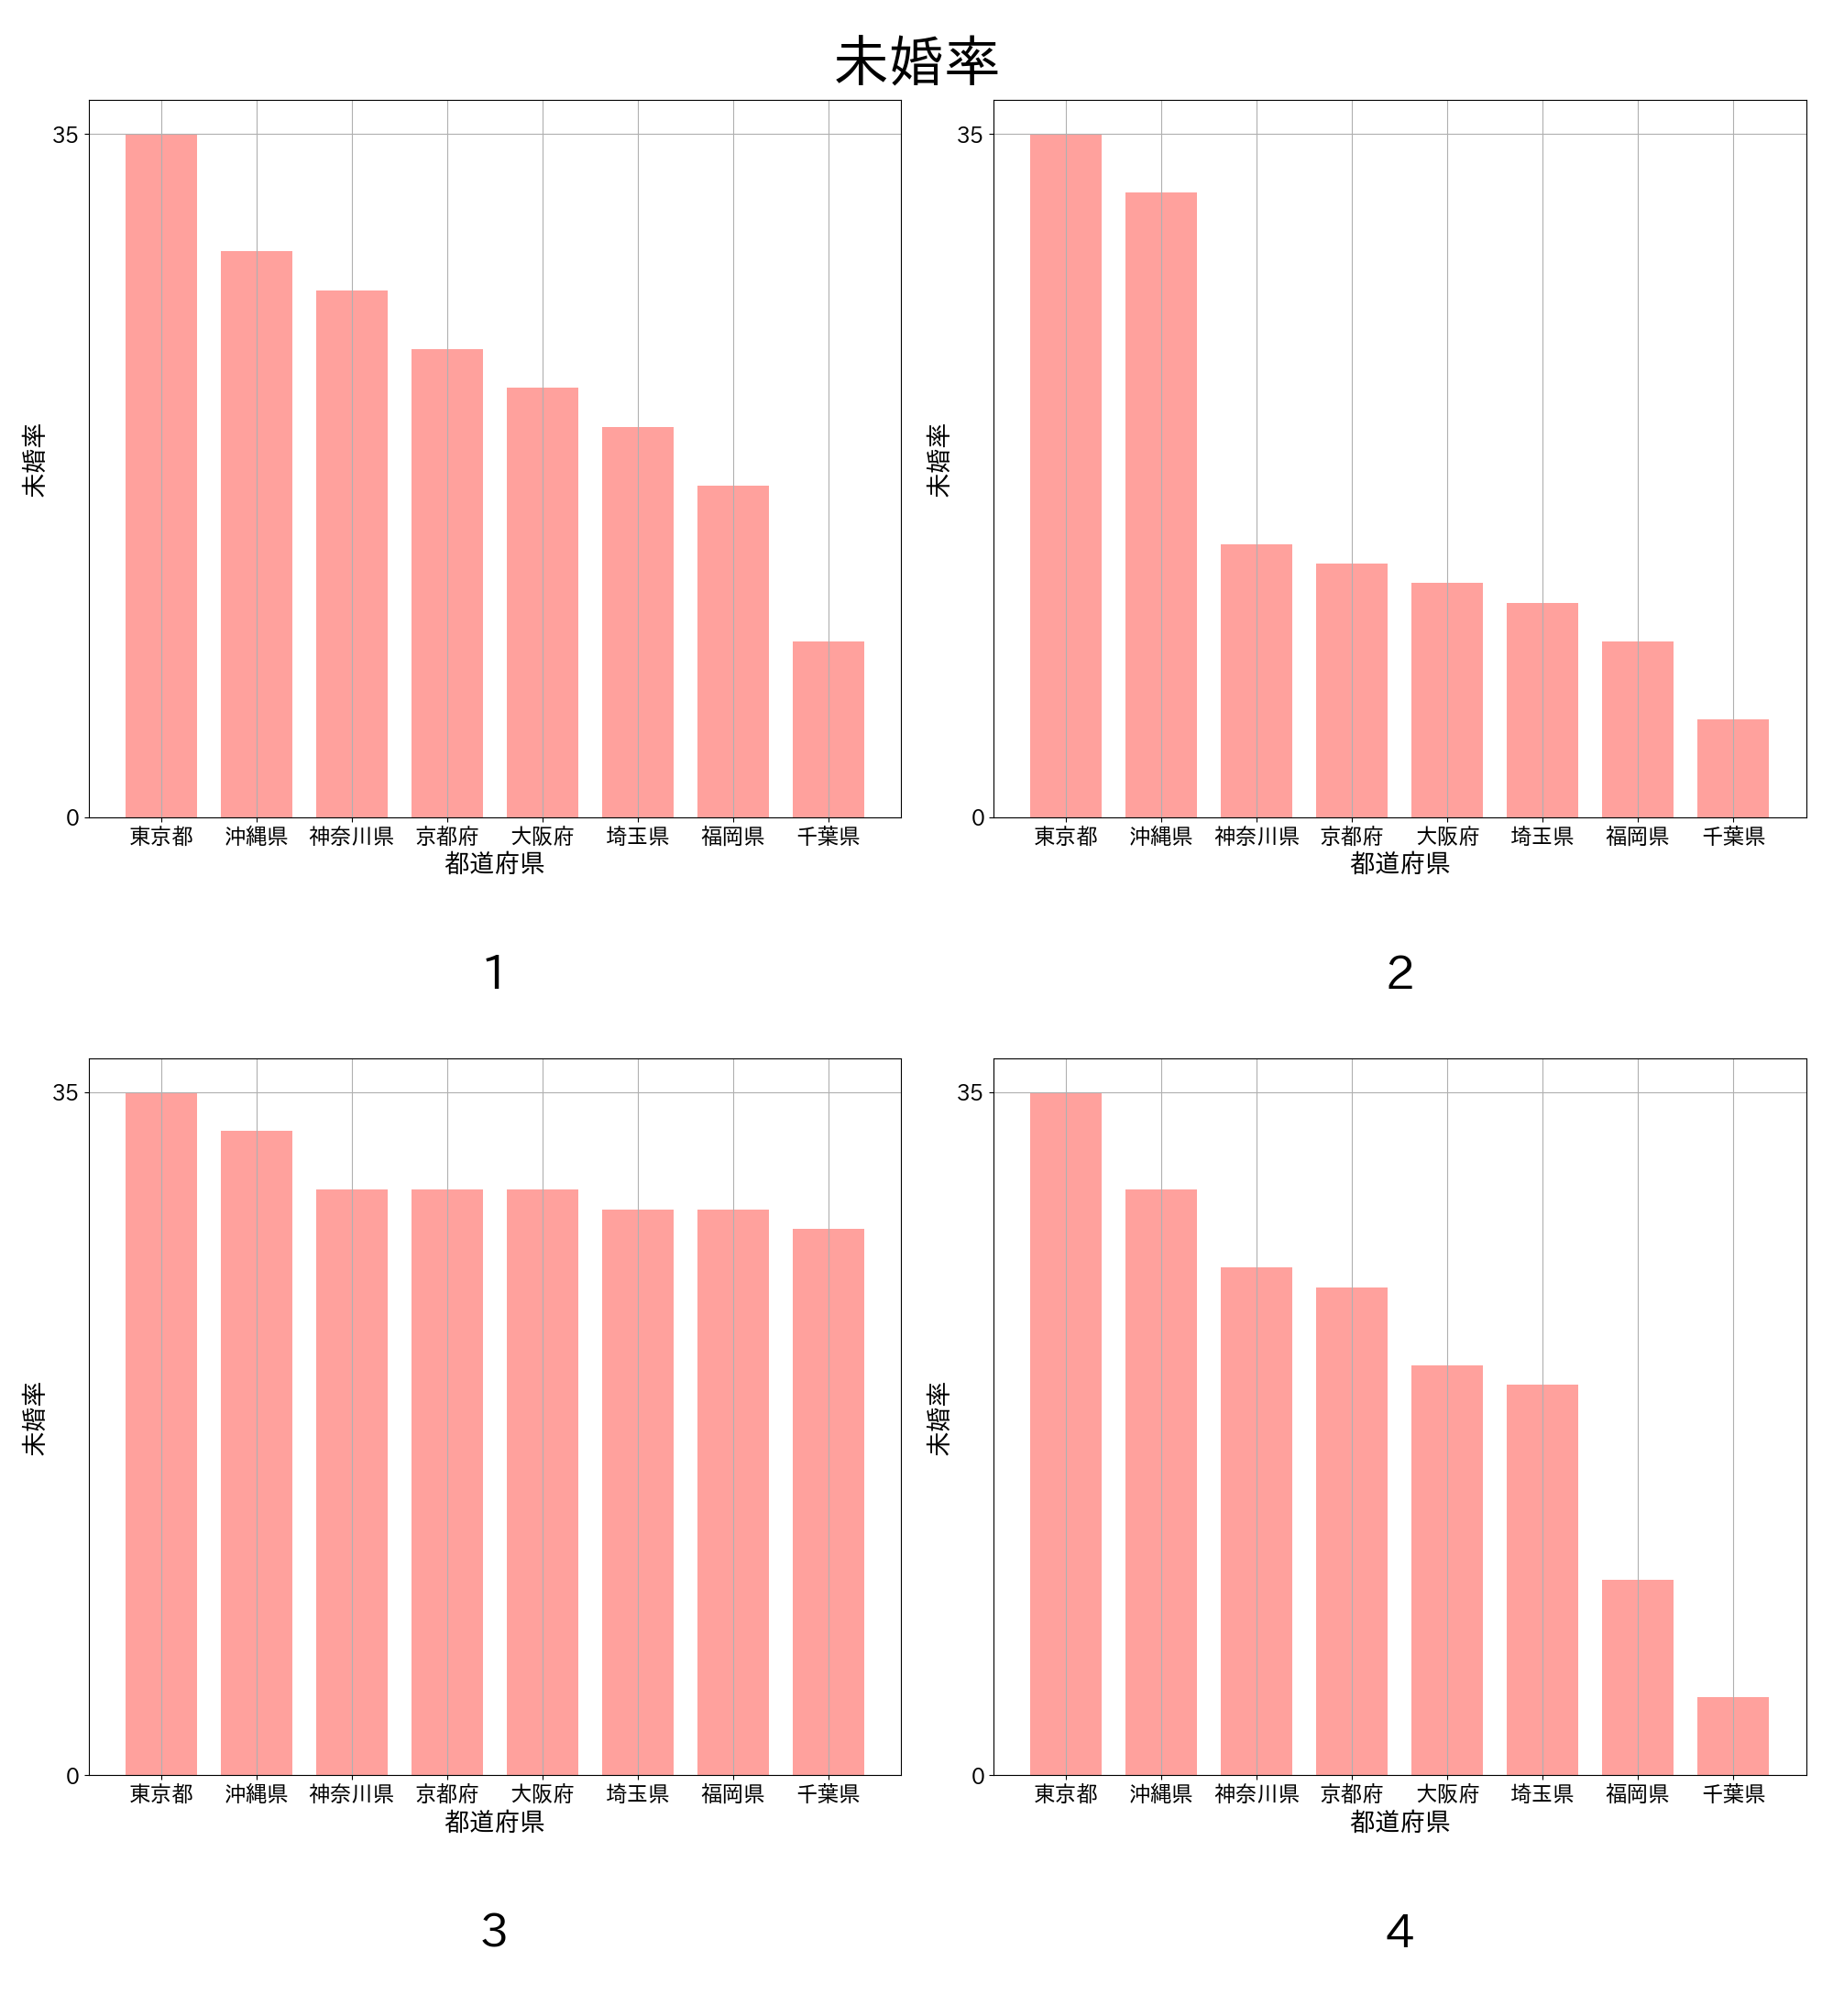 未婚率
35
0
未婚率
東京都 沖縄県 神奈川県 京都府 大阪府 埼玉県 福岡県 千葉県
都道府県
1
35
0
未婚率
東京都 沖縄県 神奈川県 京都府 大阪府 埼玉県 福岡県 千葉県
都道府県
2
35
0
未婚率
東京都 沖縄県 神奈川県 京都府 大阪府 埼玉県 福岡県 千葉県
都道府県
3
35
0
未婚率
東京都 沖縄県 神奈川県 京都府 大阪府 埼玉県 福岡県 千葉県
都道府県
4